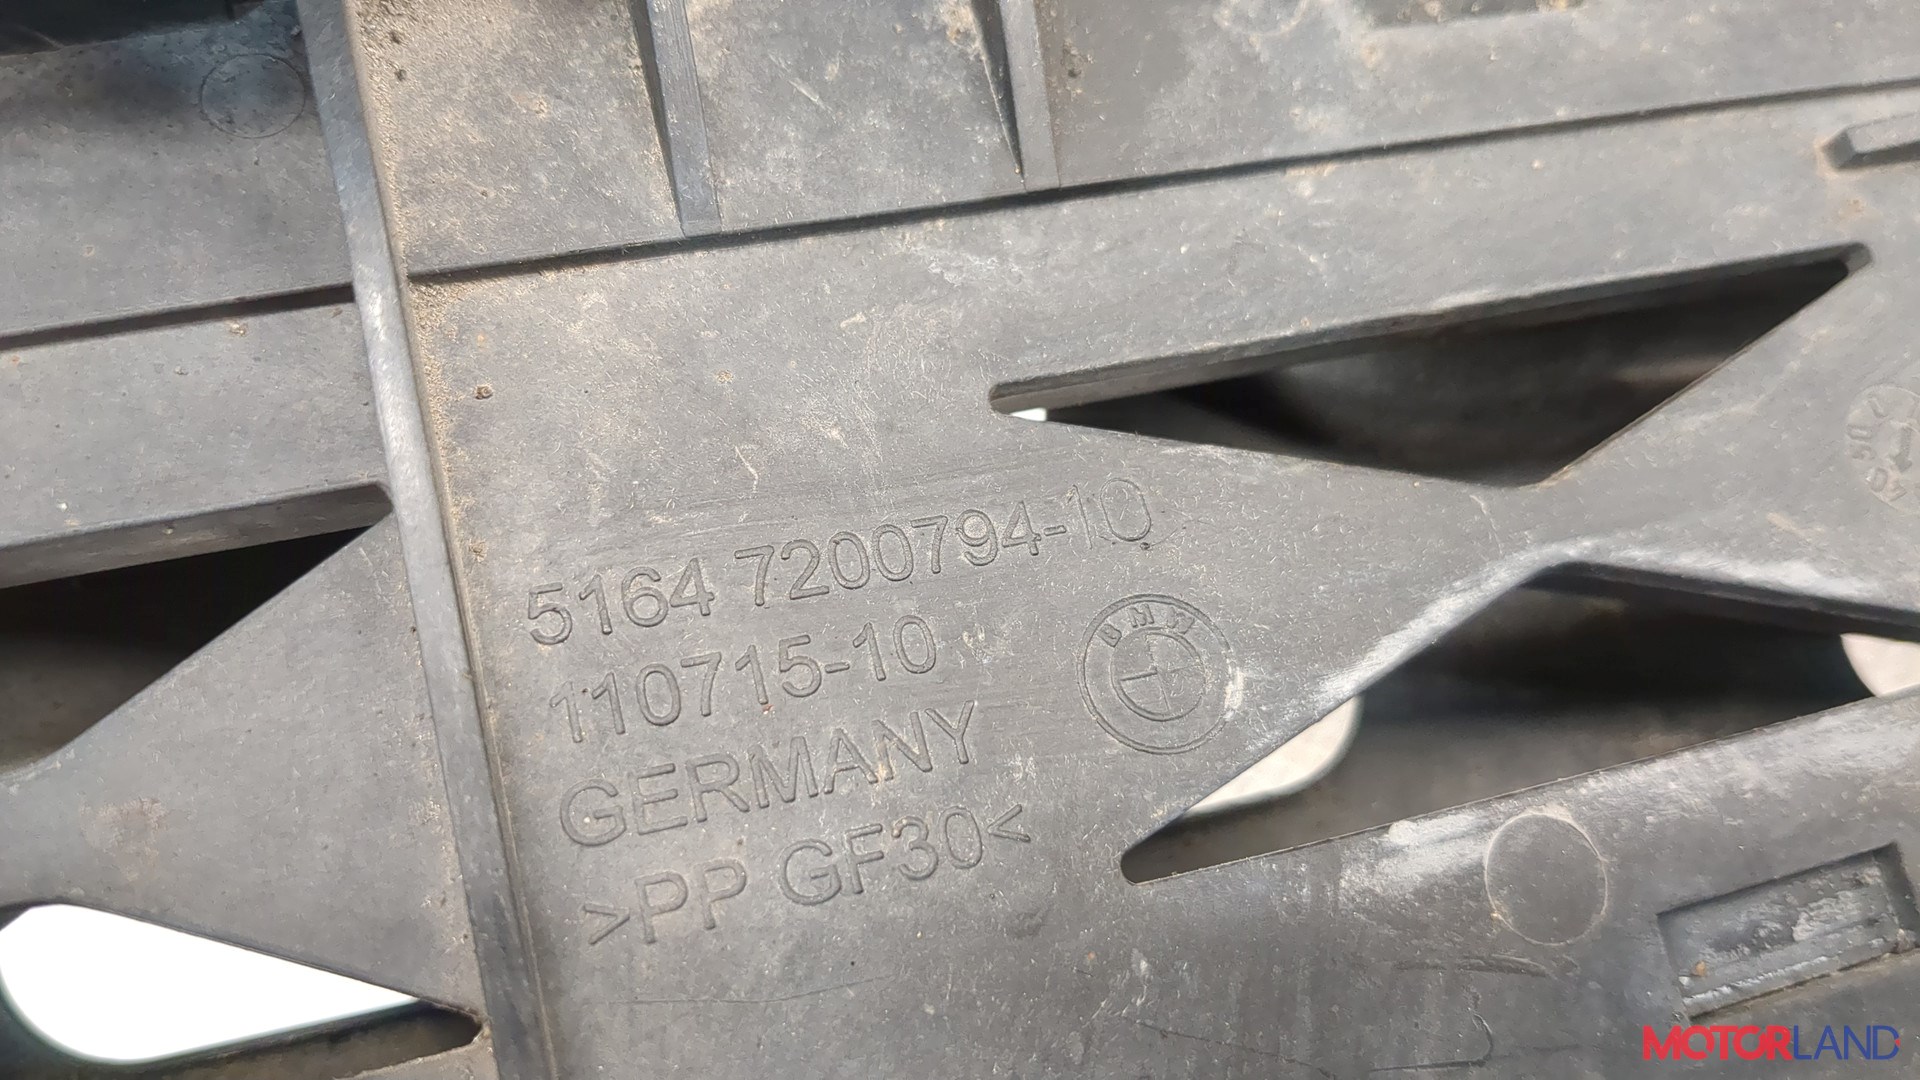 5164 7200794-10
110715-10
GERMANY
>PP GF30<
BMW
MOTORLAND